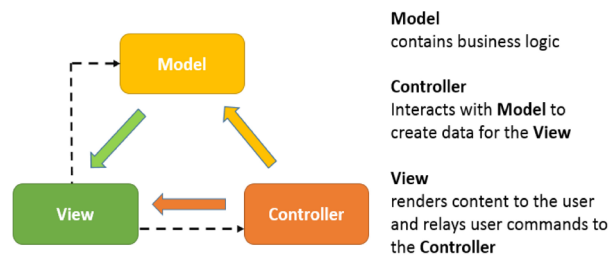 Model
View
Controller
Model
contains business logic
Controller
Interacts with Model to
create data for the View
View
renders content to the user
and relays user commands to
the Controller